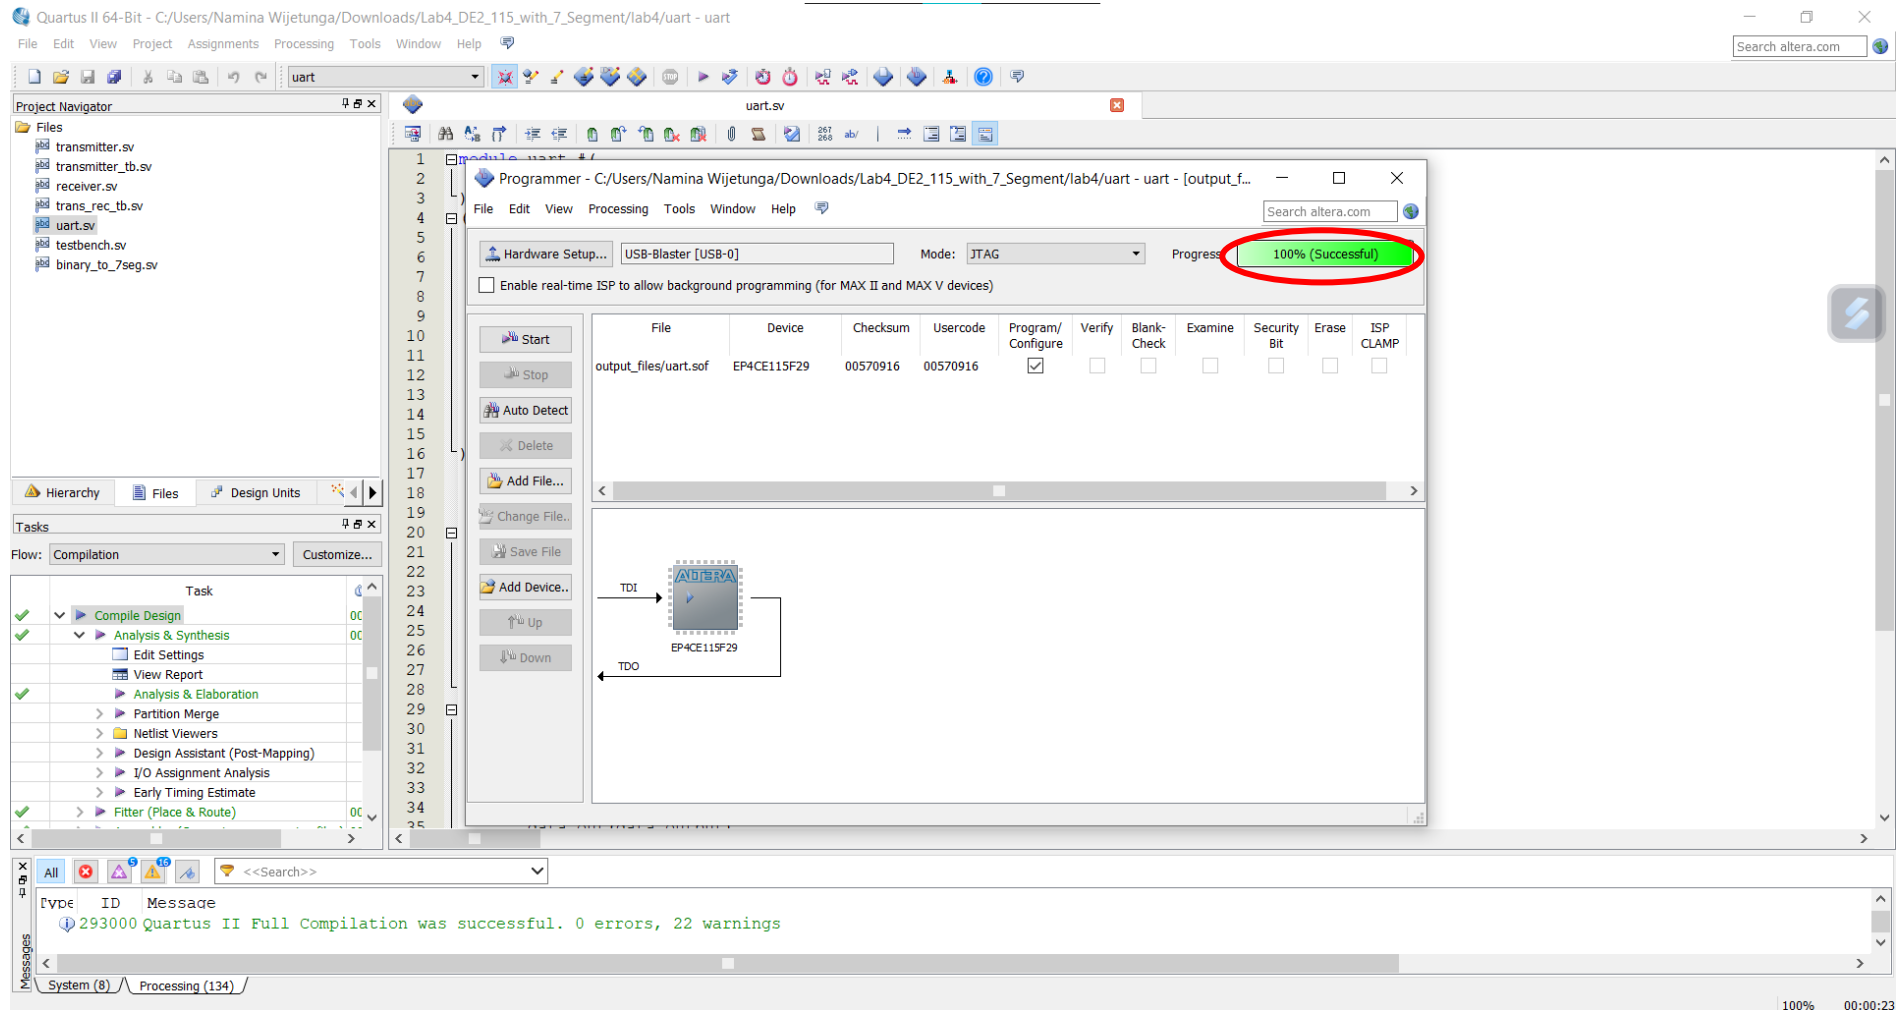 Quartus II 64-Bit - C:/Users/Namina Wijetunga/Downloads/Lab4_DE2_115_with_7_Segment/lab4/uart - uart
File Edit View Project Assignments Processing Tools Window Help
Search altera.com
uart
Project Navigator
Files
transmitter.sv
transmitter_tb.sv
receiver.sv
trans_rec_tb.sv
uart.sv
testbench.sv
binary_to_7seg.sv
Hierarchy Files Design Units
Tasks
Flow: Compilation Customize...
Task
Compile Design 00
Analysis & Synthesis 00
Edit Settings
View Report
Analysis & Elaboration
Partition Merge
Netlist Viewers
Design Assistant (Post-Mapping)
I/O Assignment Analysis
Early Timing Estimate
Fitter (Place & Route) 00
uart.sv
267
268
ab/
1 module uart #(
2
3 )
4 (
5
6
7
8
9
10
11
12
13
14
15
16 )
17
18
19
20
21
22
23
24
25
26
27
28
29
30
31
32
33
34
35
Programmer - C:/Users/Namina Wijetunga/Downloads/Lab4_DE2_115_with_7_Segment/lab4/uart - uart - [output_f...
File Edit View Processing Tools Window Help
Search altera.com
Hardware Setup... USB-Blaster [USB-0] Mode: JTAG Progress 100% (Successful)
Enable real-time ISP to allow background programming (for MAX II and MAX V devices)
Start
Stop
Auto Detect
Delete
Add File...
Change File..
Save File
Add Device..
Up
Down
File Device Checksum Usercode Program/ Configure Verify Blank- Check Examine Security Bit Erase ISP CLAMP
output_files/uart.sof EP4CE115F29 00570916 00570916
TDI
ALTERA
EP4CE115F29
TDO
Messages
All 5 16 <<Search>>
Type ID Message
293000 Quartus II Full Compilation was successful. 0 errors, 22 warnings
System (8) Processing (134)
100% 00:00:23